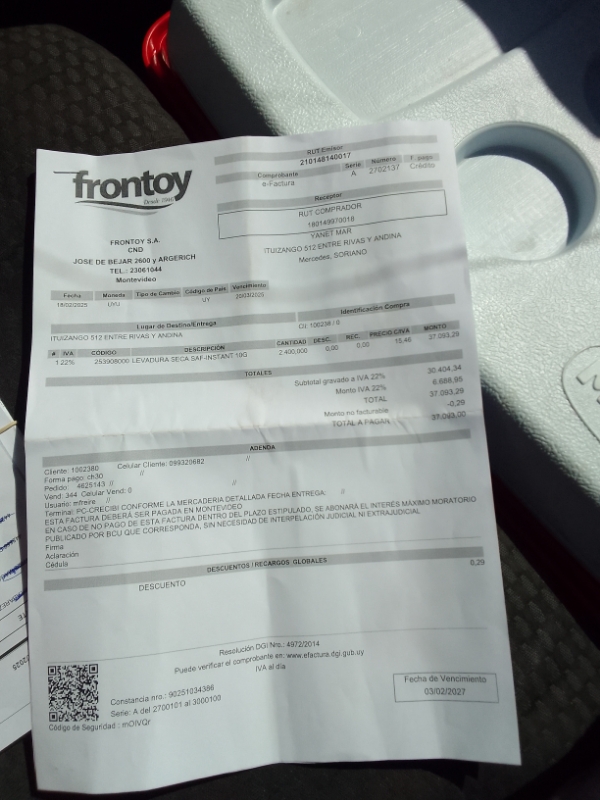 frontoy
Desde 1940
FRONTOY S.A.
CND
JOSE DE BEJAR 2600 y ARGERICH
TEL.: 23061044
Montevideo
RUT Emisor
210148140017
Comprobante Serie Número T. pago
e-Factura A 2702137 Crédito
Receptor
RUT COMPRADOR
180149970018
YANET MAR
ITUIZANGO 512 ENTRE RIVAS Y ANDINA
Mercedes, SORIANO
Fecha Moneda Tipo de Cambio Código de País Vencimiento
18/02/2025 UYU UY 20/03/2025
Lugar de Destino/Entrega Identificación Compra
ITUIZANGO 512 ENTRE RIVAS Y ANDINA CU: 100238 / 0
# IVA CÓDIGO DESCRIPCIÓN CANTIDAD DESC. REC. PRECIO C/IVA MONTO
1 22% 253908000 LEVADURA SECA SAF-INSTANT 10G 2.400,000 0,00 0,00 15,46 37.093,29
TOTALES
Subtotal gravado a IVA 22% 30.404,34
Monto IVA 22% 6.688,95
TOTAL 37.093,29
Monto no facturable -0,29
TOTAL A PAGAR 37.093,00
ADENDA
Cliente: 1002380 Celular Cliente: 099320682 //
Forma pago: ch30 //
Pedido: 4625143 // //
Vend: 344 Celular Vend: 0
Usuario: mfreire //
Terminal: PC-CRECIBI CONFORME LA MERCADERIA DETALLADA FECHA ENTREGA: //
ESTA FACTURA DEBERÁ SER PAGADA EN MONTEVIDEO
EN CASO DE NO PAGO DE ESTA FACTURA DENTRO DEL PLAZO ESTIPULADO, SE ABONARA EL INTERÉS MÁXIMO MORATORIO
PUBLICADO POR BCU QUE CORRESPONDA, SIN NECESIDAD DE INTERPELACIÓN JUDICIAL NI EXTRAJUDICIAL
Firma
Aclaración
Cédula
DESCUENTOS / RECARGOS GLOBALES
DESCUENTO 0,29
Resolución DGI Nro.: 4972/2014
Puede verificar el comprobante en: www.efactura.dgi.gub.uy
IVA al día
Constancia nro.: 90251034386
Serie: A del 2700101 al 3000100
Código de Seguridad : mOIVQr
Fecha de Vencimiento
03/02/2027